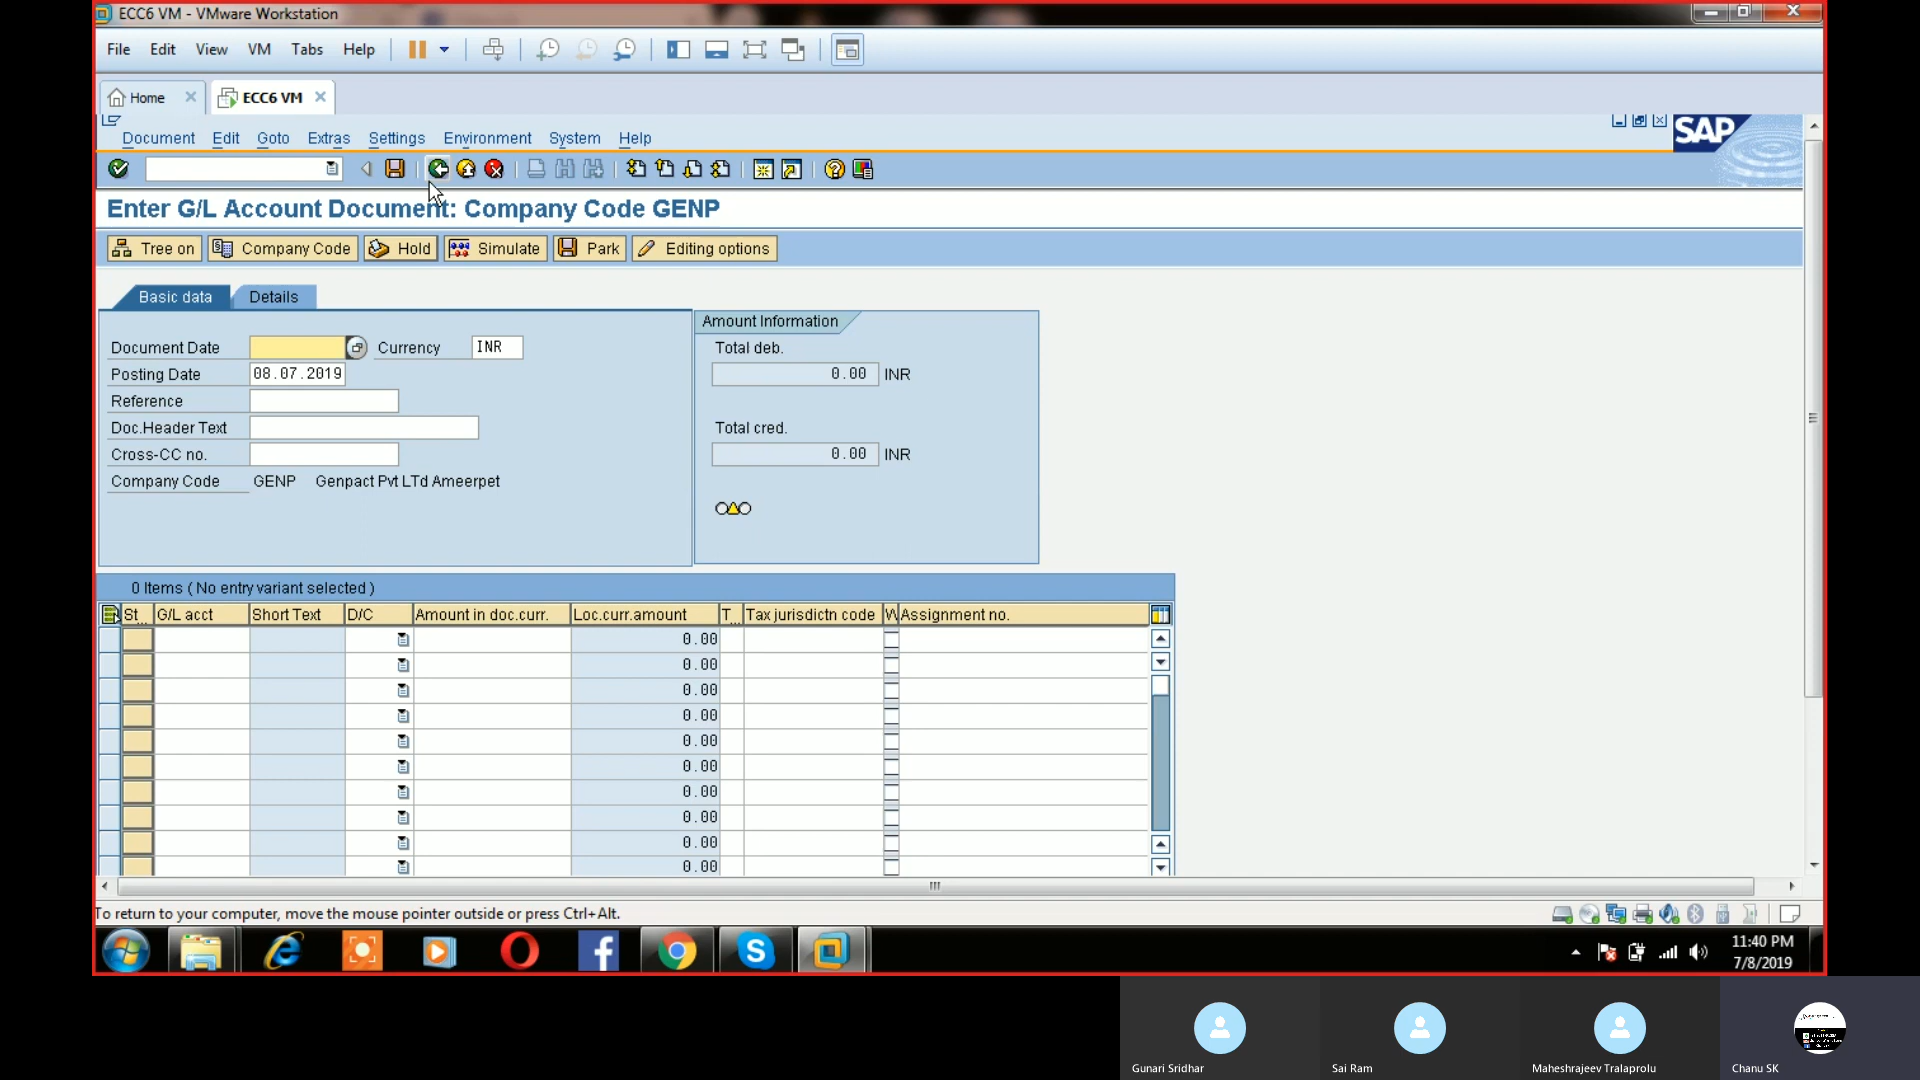 ECC6 VM - VMware Workstation
File Edit View VM Tabs Help
Home ECC6 VM
Document Edit Goto Extras Settings Environment System Help
SAP
Enter G/L Account Document: Company Code GENP
Tree on Company Code Hold Simulate Park Editing options
Basic data Details
Amount Information
Document Date Currency INR
Total deb.
Posting Date 08.07.2019
0.00 INR
Reference
Doc.Header Text
Total cred.
Cross-CC no.
0.00 INR
Company Code GENP Genpact Pvt LTd Ameerpet
0 Items ( No entry variant selected )
St... G/L acct Short Text D/C Amount in doc.curr. Loc.curr.amount T... Tax jurisdictn code V Assignment no.
0.00
0.00
0.00
0.00
0.00
0.00
0.00
0.00
0.00
0.00
To return to your computer, move the mouse pointer outside or press Ctrl+Alt.
11:40 PM
7/8/2019
Gunari Sridhar Sai Ram Maheshrajeev Tralaprolu Chanu SK